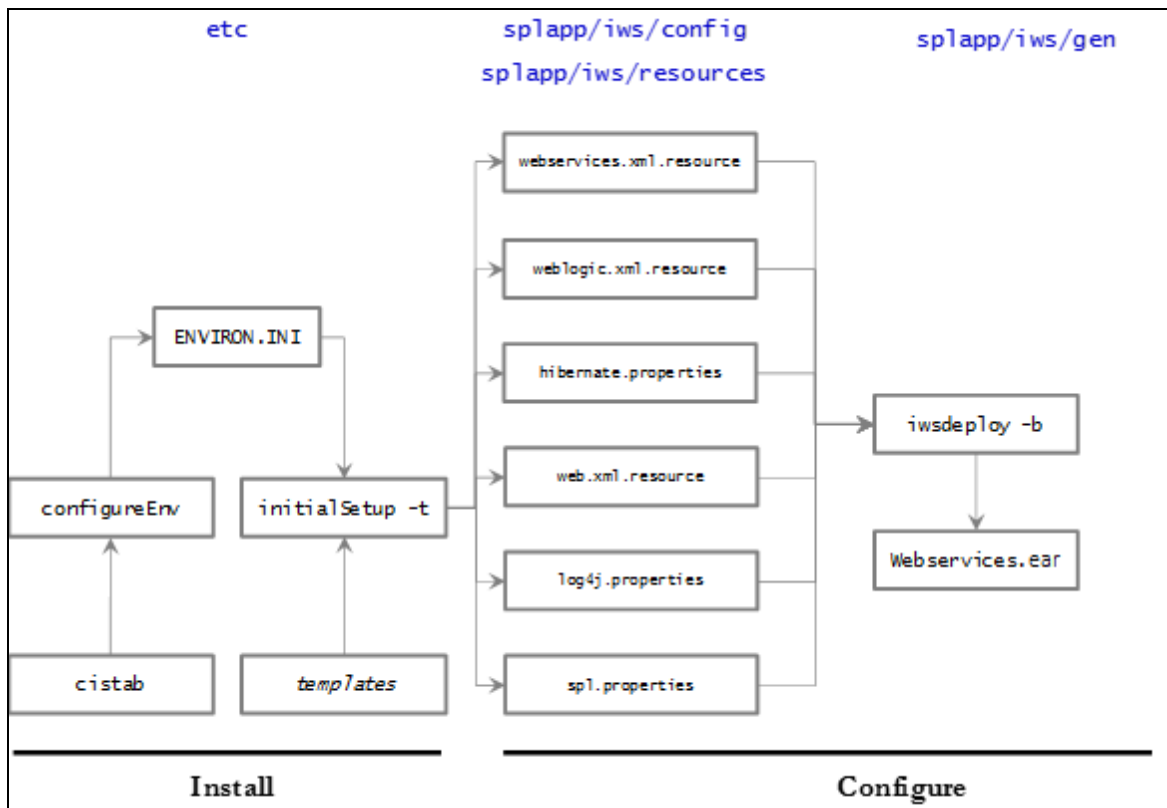 etc
splapp/iws/config
splapp/iws/resources
splapp/iws/gen
webservices.xml.resource
weblogic.xml.resource
ENVIRON.INI
hibernate.properties
iwsdeploy -b
configureEnv
initialSetup -t
web.xml.resource
Webservices.ear
log4j.properties
cistab
templates
spl.properties
Install
Configure